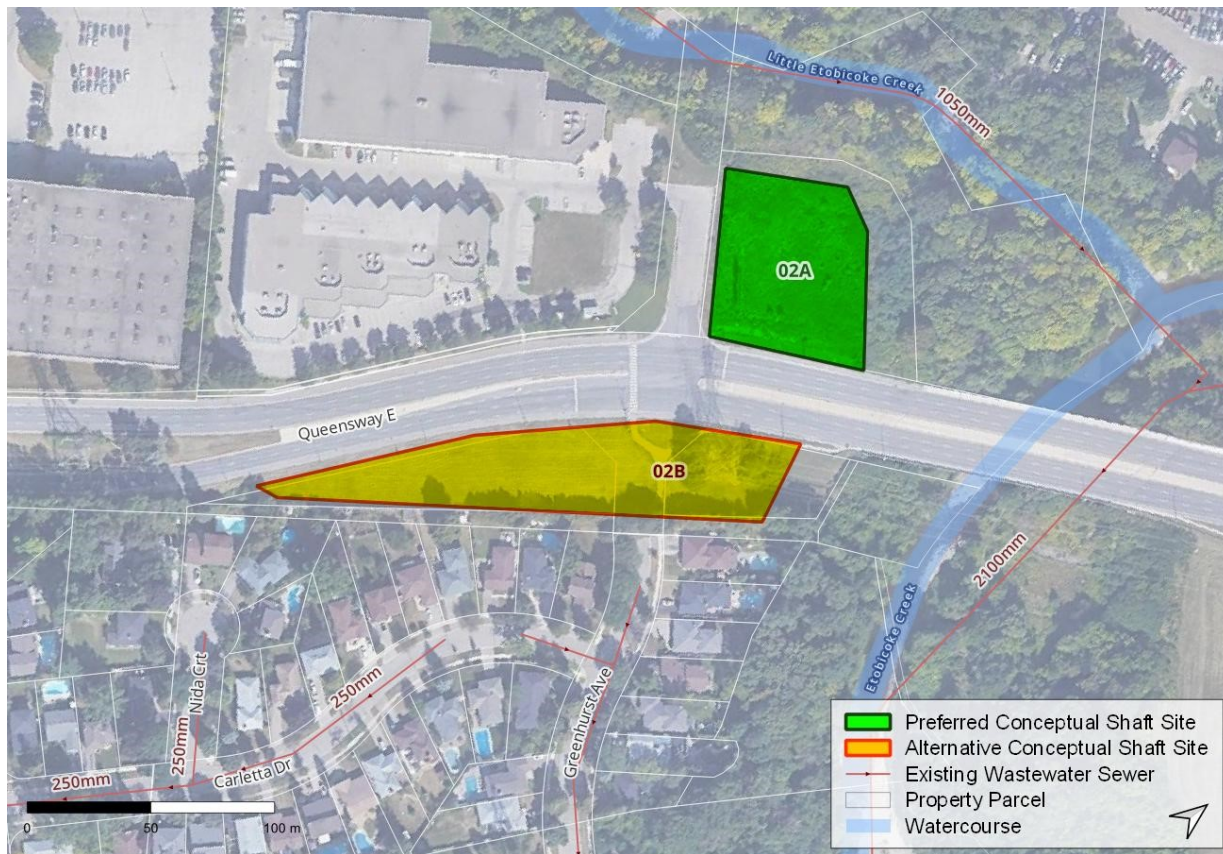 Little Etobicoke Creek
1050mm
02A
Queensway E
02B
2100mm
Etobicoke Creek
Nida Crt
250mm
250mm
Greenhurst Ave
250mm
Carletta Dr
0 50 100 m
Preferred Conceptual Shaft Site
Alternative Conceptual Shaft Site
Existing Wastewater Sewer
Property Parcel
Watercourse